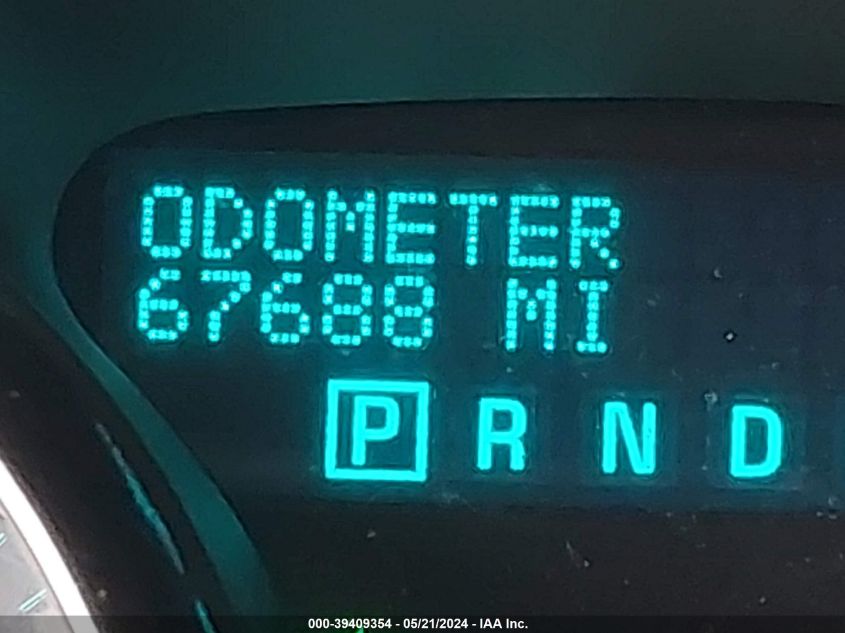 ODOMETER
67688 MI
P R N D
000-39409354 - 05/21/2024 - IAA Inc.